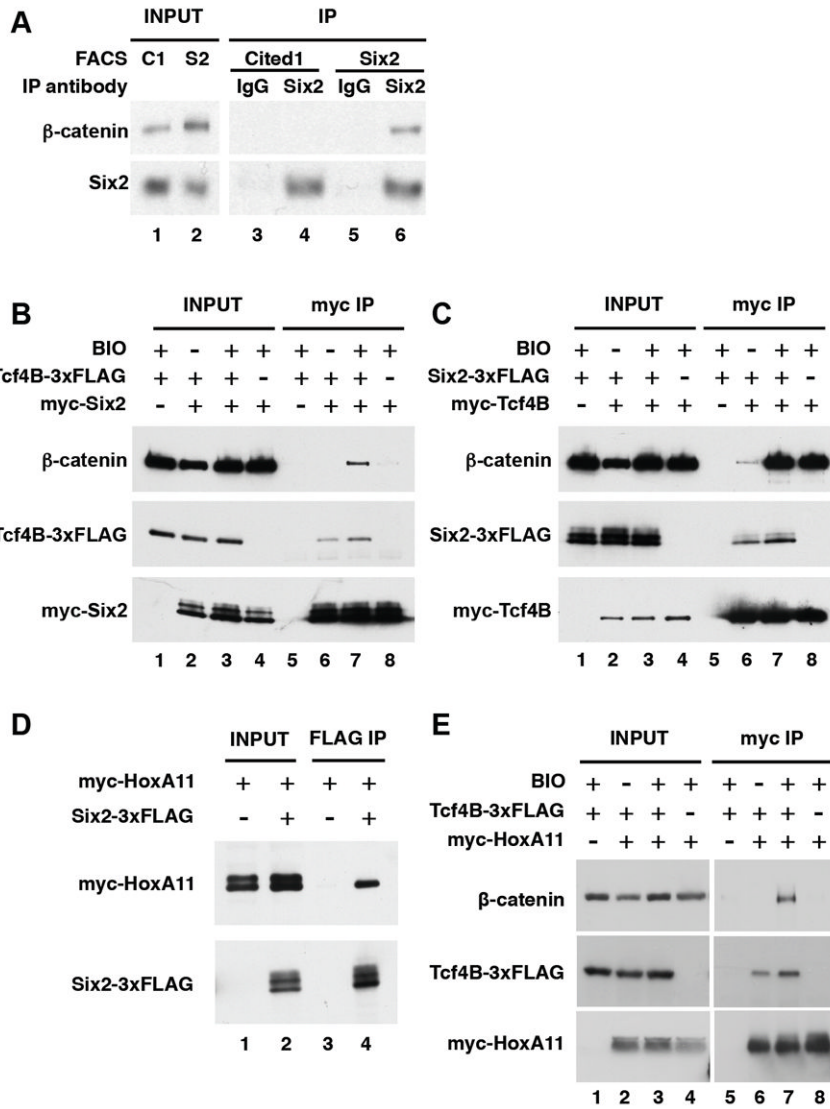 A
INPUT IP
FACS C1 S2 Cited1 Six2
IP antibody IgG Six2 IgG Six2
β-catenin
Six2
1 2 3 4 5 6
B
INPUT myc IP
BIO + - + + + - + +
Tcf4B-3xFLAG + + + - + + + -
myc-Six2 - + + + - + + +
β-catenin
Tcf4B-3xFLAG
myc-Six2
1 2 3 4 5 6 7 8
C
INPUT myc IP
BIO + - + + + - + +
Six2-3xFLAG + + + - + + + -
myc-Tcf4B - + + + - + + +
β-catenin
Six2-3xFLAG
myc-Tcf4B
1 2 3 4 5 6 7 8
D
INPUT FLAG IP
myc-HoxA11 + + + +
Six2-3xFLAG - + - +
myc-HoxA11
Six2-3xFLAG
1 2 3 4
E
INPUT myc IP
BIO + - + + + - + +
Tcf4B-3xFLAG + + + - + + + -
myc-HoxA11 - + + + - + + +
β-catenin
Tcf4B-3xFLAG
myc-HoxA11
1 2 3 4 5 6 7 8